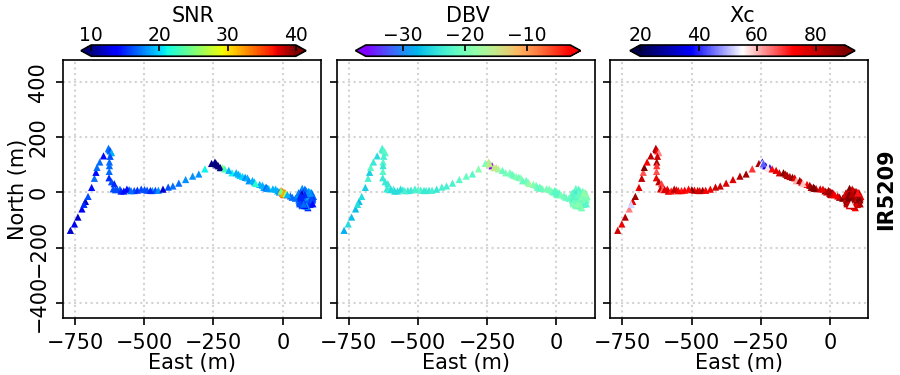 SNR DBV Xc
10 20 30 40 −30 −20 −10 20 40 60 80
400
200
0
−200
−400
North (m)
−750 −500 −250 0 −750 −500 −250 0 −750 −500 −250 0
East (m) East (m) East (m)
IR5209